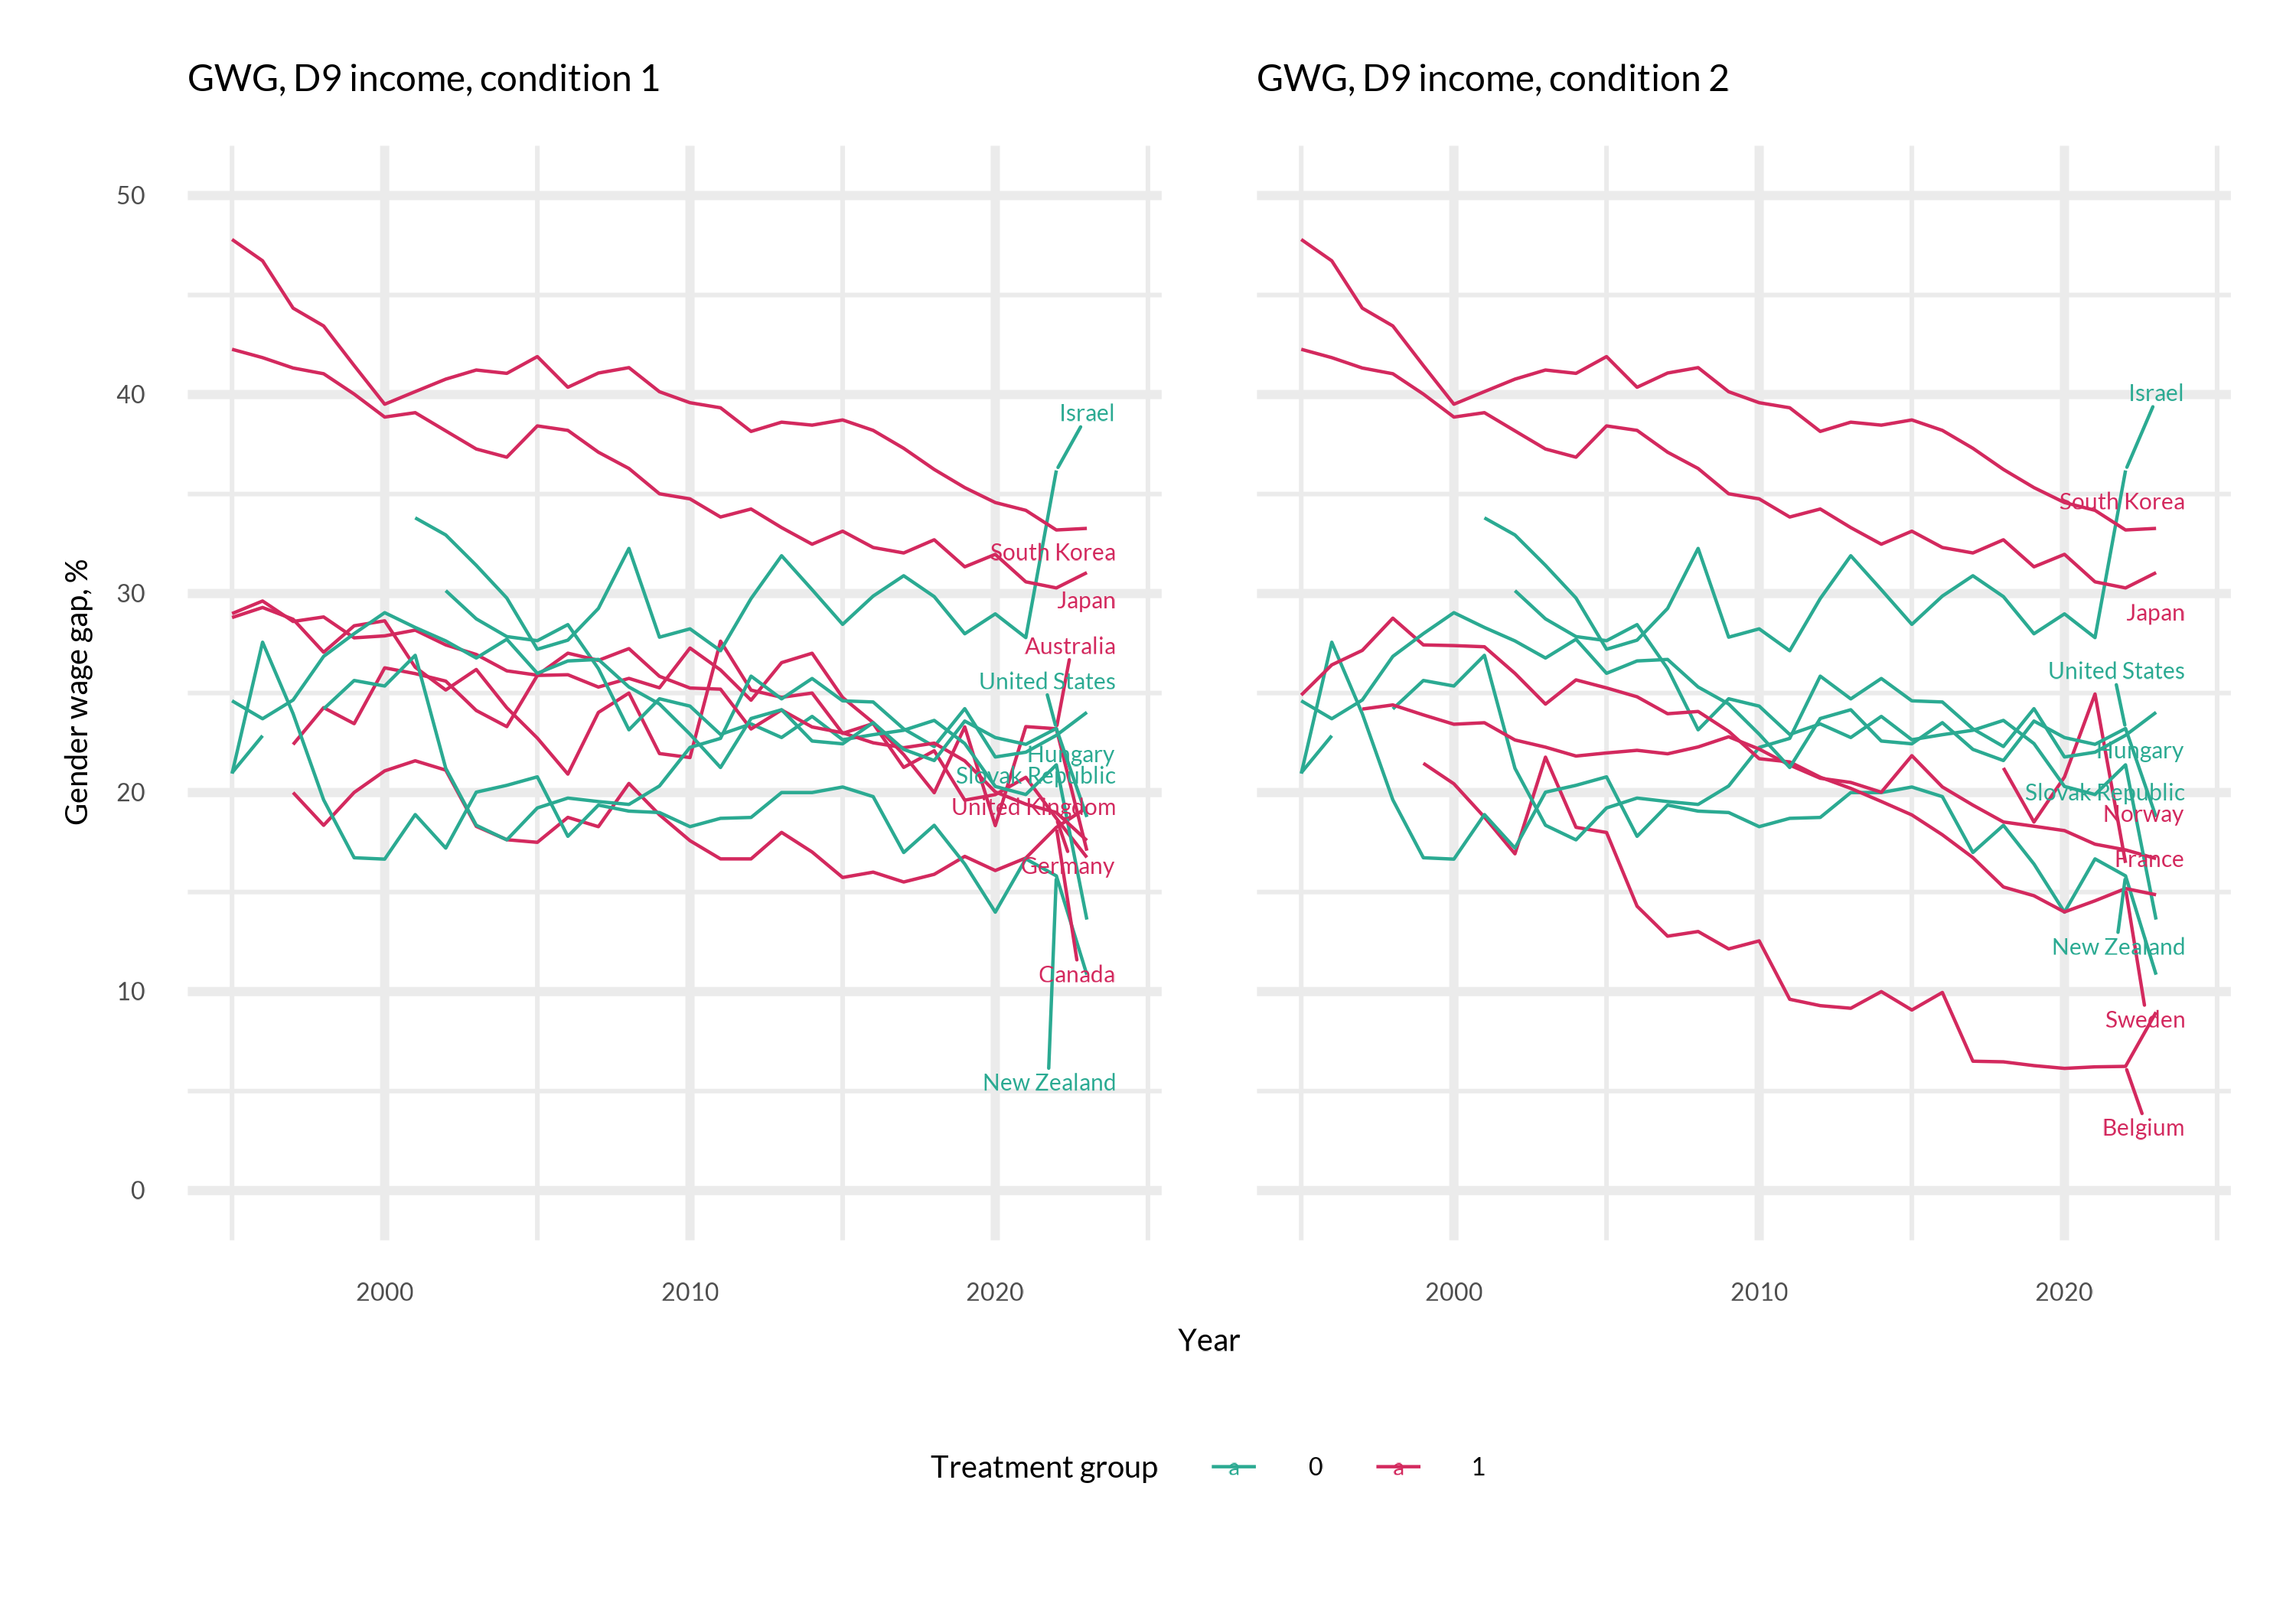 GWG, D9 income, condition 1
GWG, D9 income, condition 2
Gender wage gap, %
50
40
30
20
10
0
Israel
South Korea
Japan
Australia
United States
Hungary
Slovak Republic
United Kingdom
Germany
Canada
New Zealand
Israel
South Korea
Japan
United States
Hungary
Slovak Republic
Norway
France
New Zealand
Sweden
Belgium
2000 2010 2020
2000 2010 2020
Year
Treatment group a 0 a 1